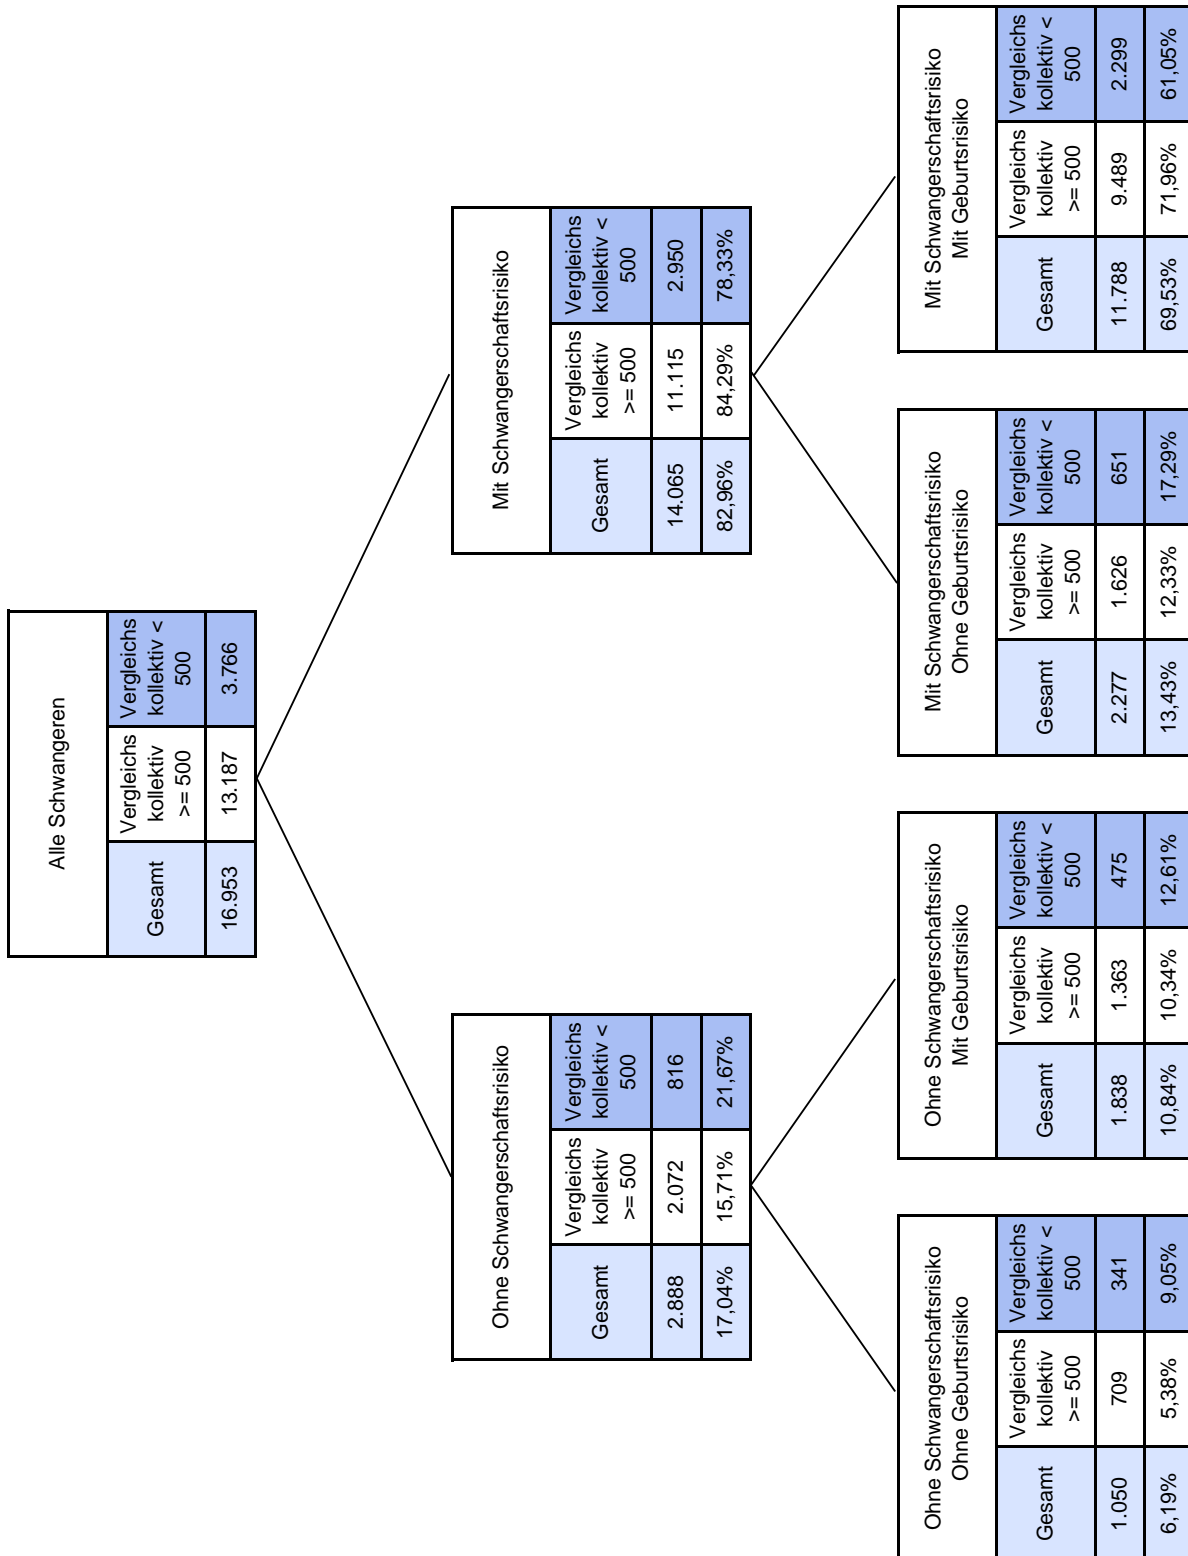 Alle Schwangeren
Gesamt
Vergleichs
kollektiv
>= 500
Vergleichs
kollektiv <
500
16.953
13.187
3.766
Ohne Schwangerschaftsrisiko
Gesamt
Vergleichs
kollektiv
>= 500
Vergleichs
kollektiv <
500
2.888
2.072
816
17,04%
15,71%
21,67%
Mit Schwangerschaftsrisiko
Gesamt
Vergleichs
kollektiv
>= 500
Vergleichs
kollektiv <
500
14.065
11.115
2.950
82,96%
84,29%
78,33%
Ohne Schwangerschaftsrisiko
Ohne Geburtsrisiko
Gesamt
Vergleichs
kollektiv
>= 500
Vergleichs
kollektiv <
500
1.050
709
341
6,19%
5,38%
9,05%
Ohne Schwangerschaftsrisiko
Mit Geburtsrisiko
Gesamt
Vergleichs
kollektiv
>= 500
Vergleichs
kollektiv <
500
1.838
1.363
475
10,84%
10,34%
12,61%
Mit Schwangerschaftsrisiko
Ohne Geburtsrisiko
Gesamt
Vergleichs
kollektiv
>= 500
Vergleichs
kollektiv <
500
2.277
1.626
651
13,43%
12,33%
17,29%
Mit Schwangerschaftsrisiko
Mit Geburtsrisiko
Gesamt
Vergleichs
kollektiv
>= 500
Vergleichs
kollektiv <
500
11.788
9.489
2.299
69,53%
71,96%
61,05%